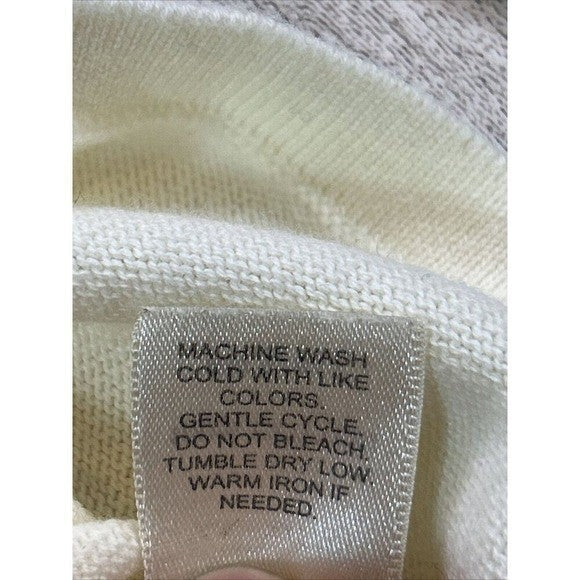 MACHINE WASH
COLD WITH LIKE
COLORS.
GENTLE CYCLE.
DO NOT BLEACH.
TUMBLE DRY LOW.
WARM IRON IF
NEEDED.